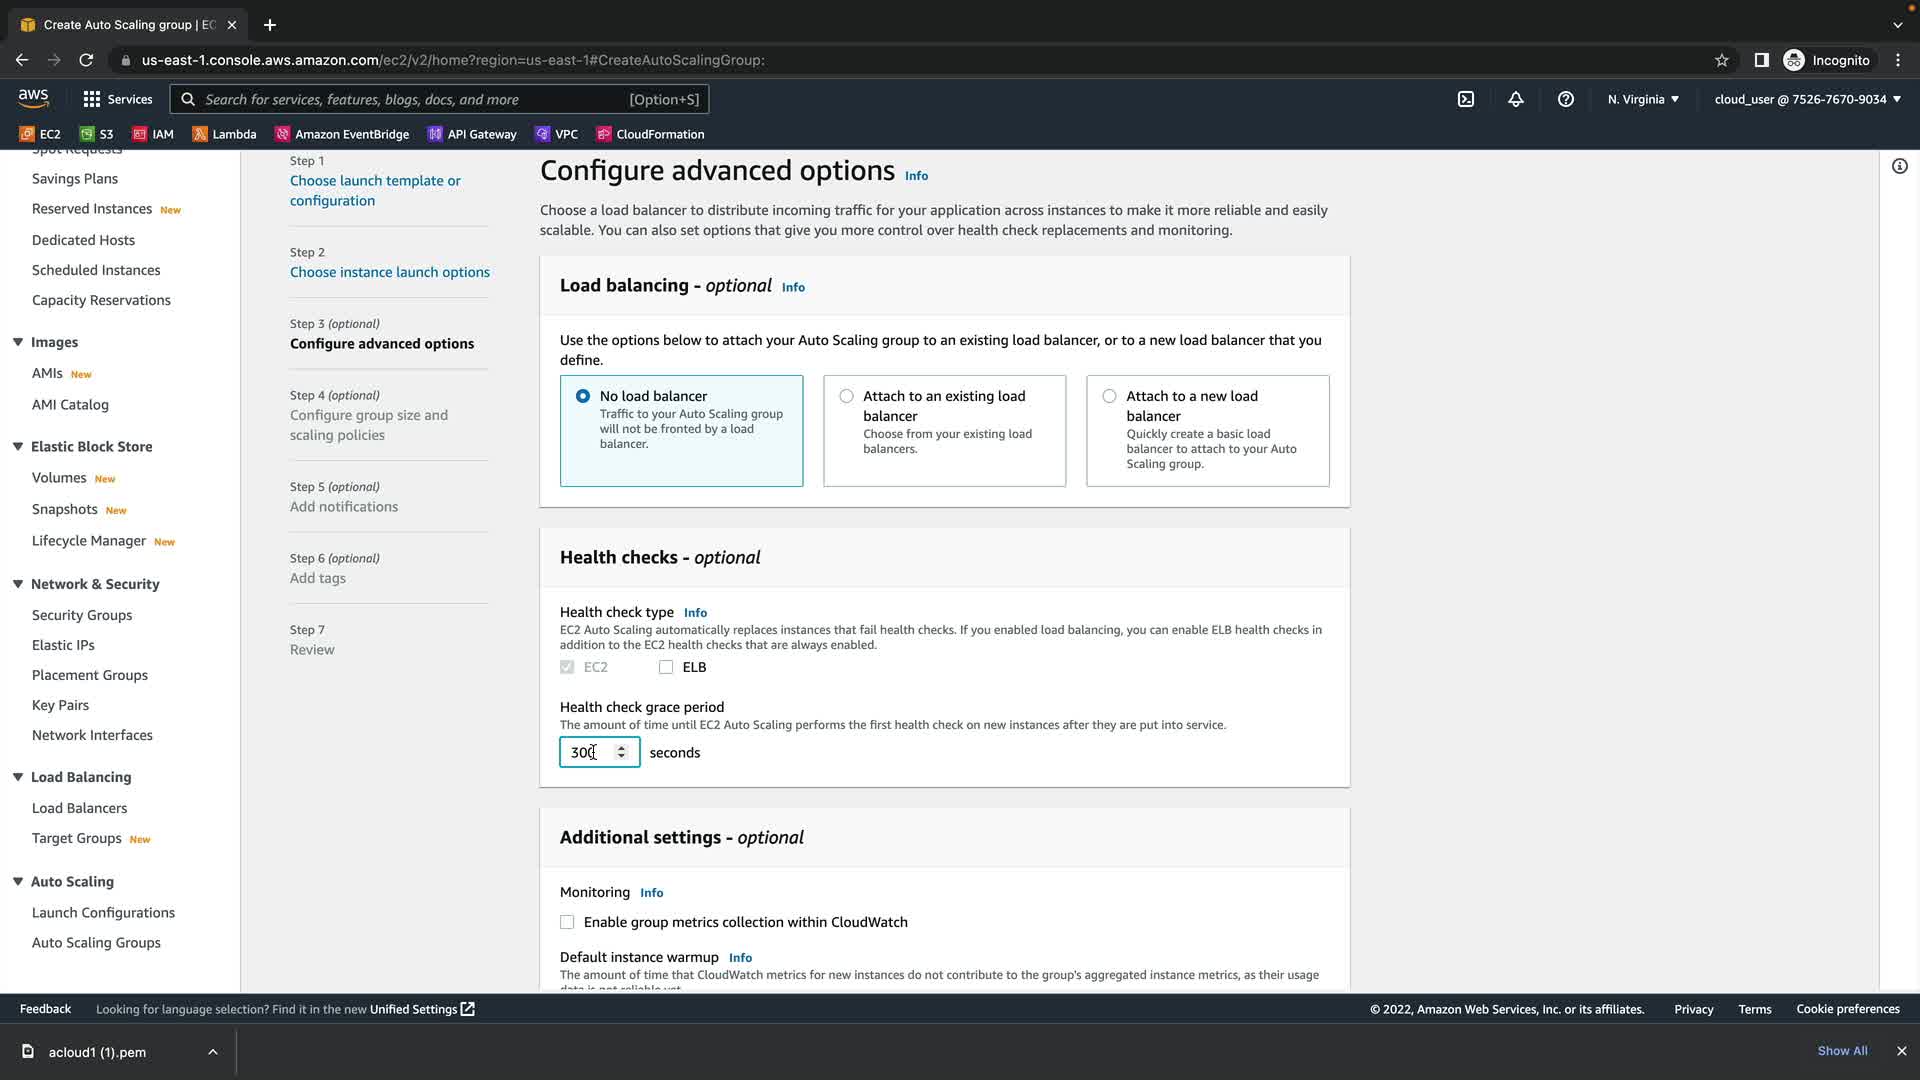 Create Auto Scaling group | EC
us-east-1.console.aws.amazon.com/ec2/v2/home?region=us-east-1#CreateAutoScalingGroup:
Incognito
aws
Services
Search for services, features, blogs, docs, and more
[Option+S]
N. Virginia
cloud_user @ 7526-7670-9034
EC2
S3
IAM
Lambda
Amazon EventBridge
API Gateway
VPC
CloudFormation
Spot Requests
Savings Plans
Reserved Instances New
Dedicated Hosts
Scheduled Instances
Capacity Reservations
Images
AMIs New
AMI Catalog
Elastic Block Store
Volumes New
Snapshots New
Lifecycle Manager New
Network & Security
Security Groups
Elastic IPs
Placement Groups
Key Pairs
Network Interfaces
Load Balancing
Load Balancers
Target Groups New
Auto Scaling
Launch Configurations
Auto Scaling Groups
Step 1
Choose launch template or
configuration
Step 2
Choose instance launch options
Step 3 (optional)
Configure advanced options
Step 4 (optional)
Configure group size and
scaling policies
Step 5 (optional)
Add notifications
Step 6 (optional)
Add tags
Step 7
Review
Configure advanced options Info
Choose a load balancer to distribute incoming traffic for your application across instances to make it more reliable and easily
scalable. You can also set options that give you more control over health check replacements and monitoring.
Load balancing - optional Info
Use the options below to attach your Auto Scaling group to an existing load balancer, or to a new load balancer that you
define.
No load balancer
Traffic to your Auto Scaling group
will not be fronted by a load
balancer.
Attach to an existing load
balancer
Choose from your existing load
balancers.
Attach to a new load
balancer
Quickly create a basic load
balancer to attach to your Auto
Scaling group.
Health checks - optional
Health check type Info
EC2 Auto Scaling automatically replaces instances that fail health checks. If you enabled load balancing, you can enable ELB health checks in
addition to the EC2 health checks that are always enabled.
EC2
ELB
Health check grace period
The amount of time until EC2 Auto Scaling performs the first health check on new instances after they are put into service.
300
seconds
Additional settings - optional
Monitoring Info
Enable group metrics collection within CloudWatch
Default instance warmup Info
The amount of time that CloudWatch metrics for new instances do not contribute to the group's aggregated instance metrics, as their usage
data is not reliable yet.
Feedback
Looking for language selection? Find it in the new Unified Settings
© 2022, Amazon Web Services, Inc. or its affiliates.
Privacy
Terms
Cookie preferences
acloud1 (1).pem
Show All